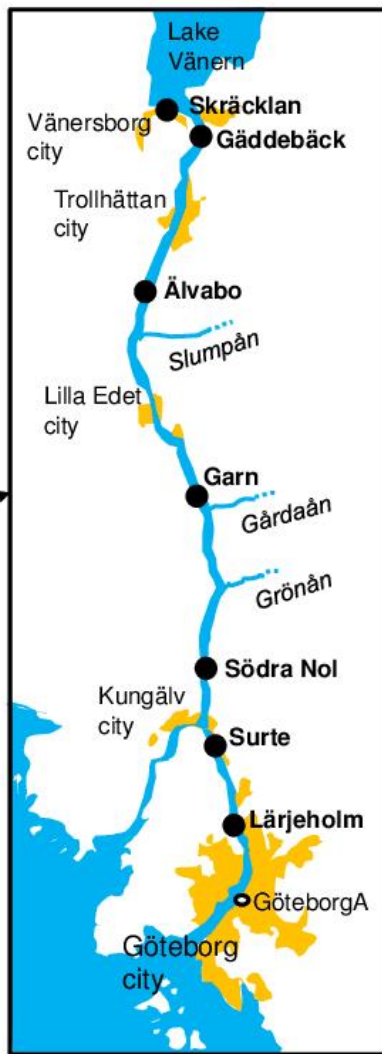 Lake
Vänern
Skräcklan
Vänersborg
city
Gäddebäck
Trollhättan
city
Älvabo
Slumpån
Lilla Edet
city
Garn
Gårdaån
Grönån
Södra Nol
Kungälv
city
Surte
Lärjeholm
GöteborgA
Göteborg
city